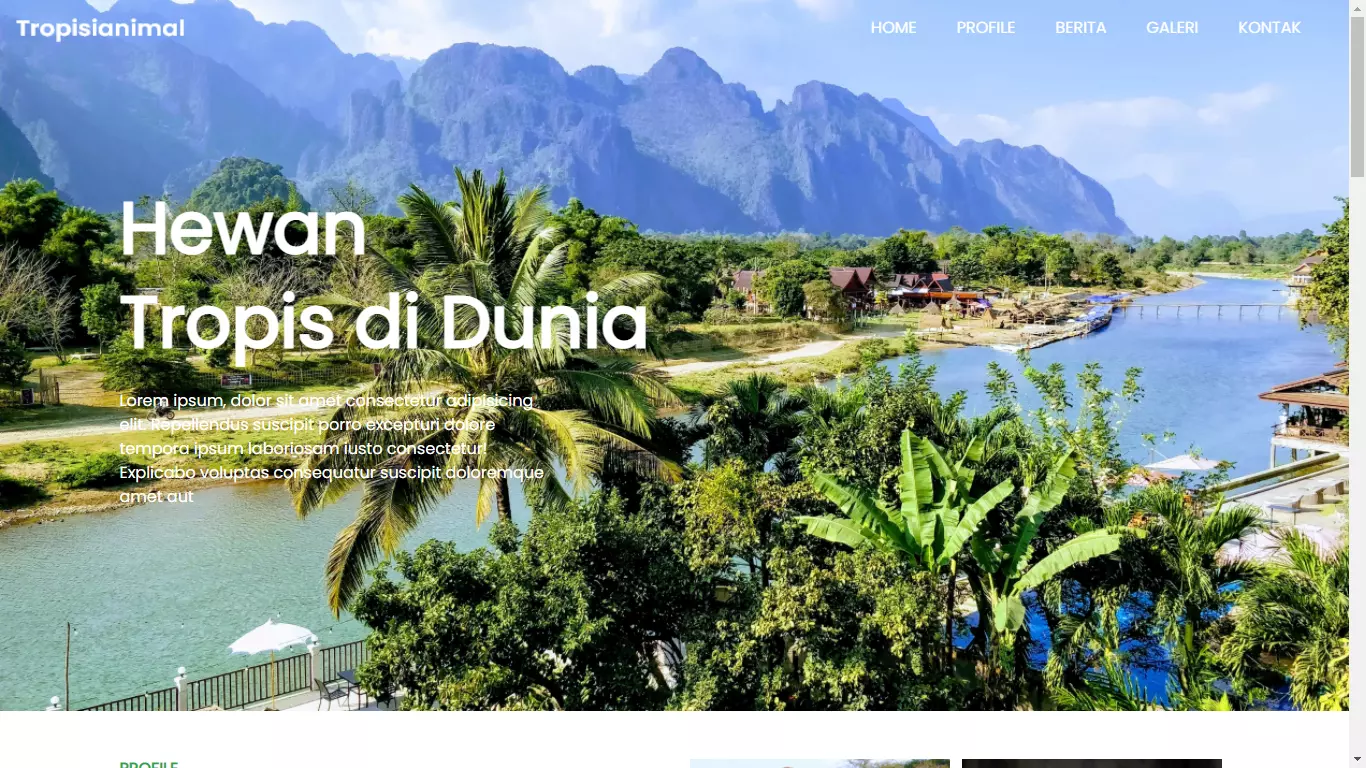 Tropisianimal
HOME PROFILE BERITA GALERI KONTAK
Hewan
Tropis di Dunia
Lorem ipsum, dolor sit amet consectetur adipisicing
elit. Repellendus suscipit porro excepturi dolore
tempora ipsum laboriosam iusto consectetur!
Explicabo voluptas consequatur suscipit doloremque
amet aut
PROFILE